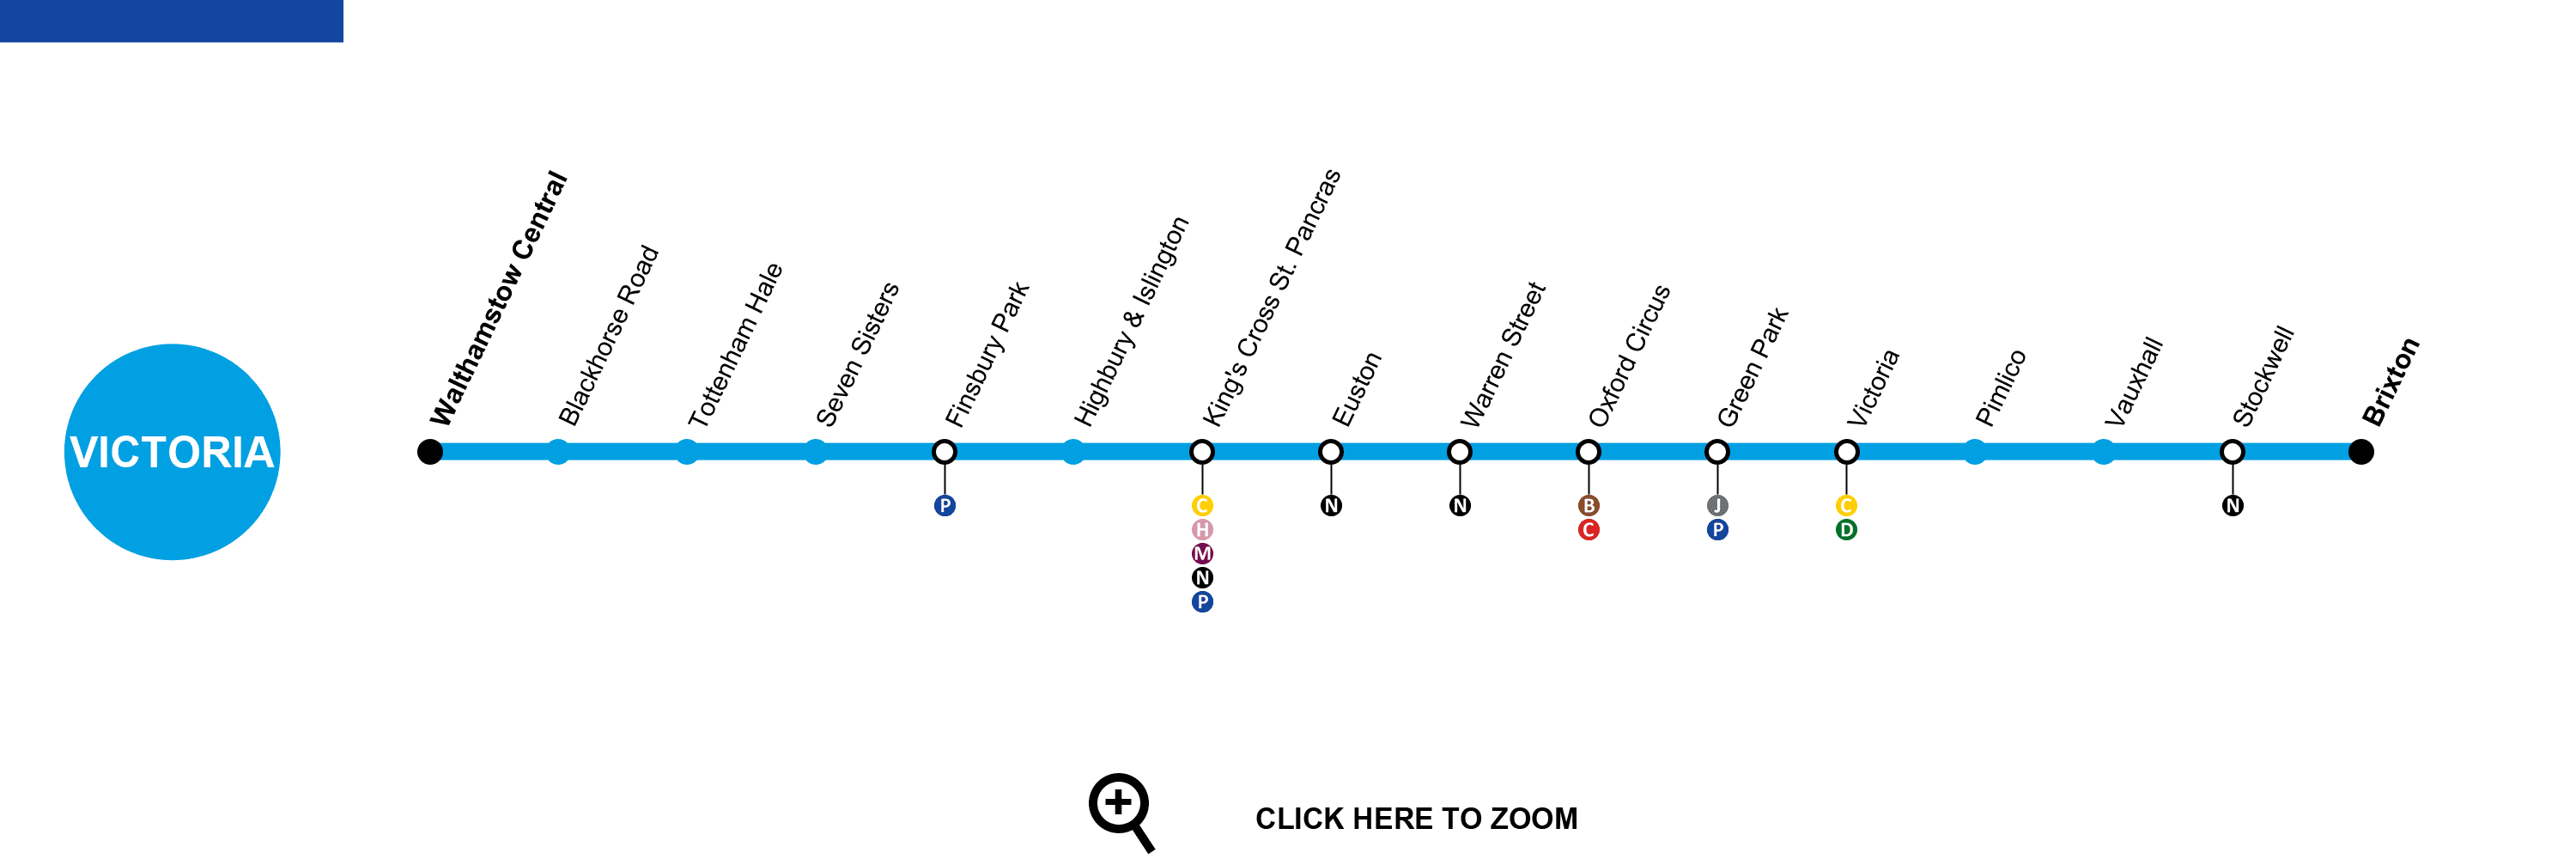 VICTORIA
Walthamstow Central
Blackhorse Road
Tottenham Hale
Seven Sisters
Finsbury Park
Highbury & Islington
King's Cross St. Pancras
Euston
Warren Street
Oxford Circus
Green Park
Victoria
Pimlico
Vauxhall
Stockwell
Brixton
P
C
H
M
N
P
N
N
B
C
J
P
C
D
N
CLICK HERE TO ZOOM